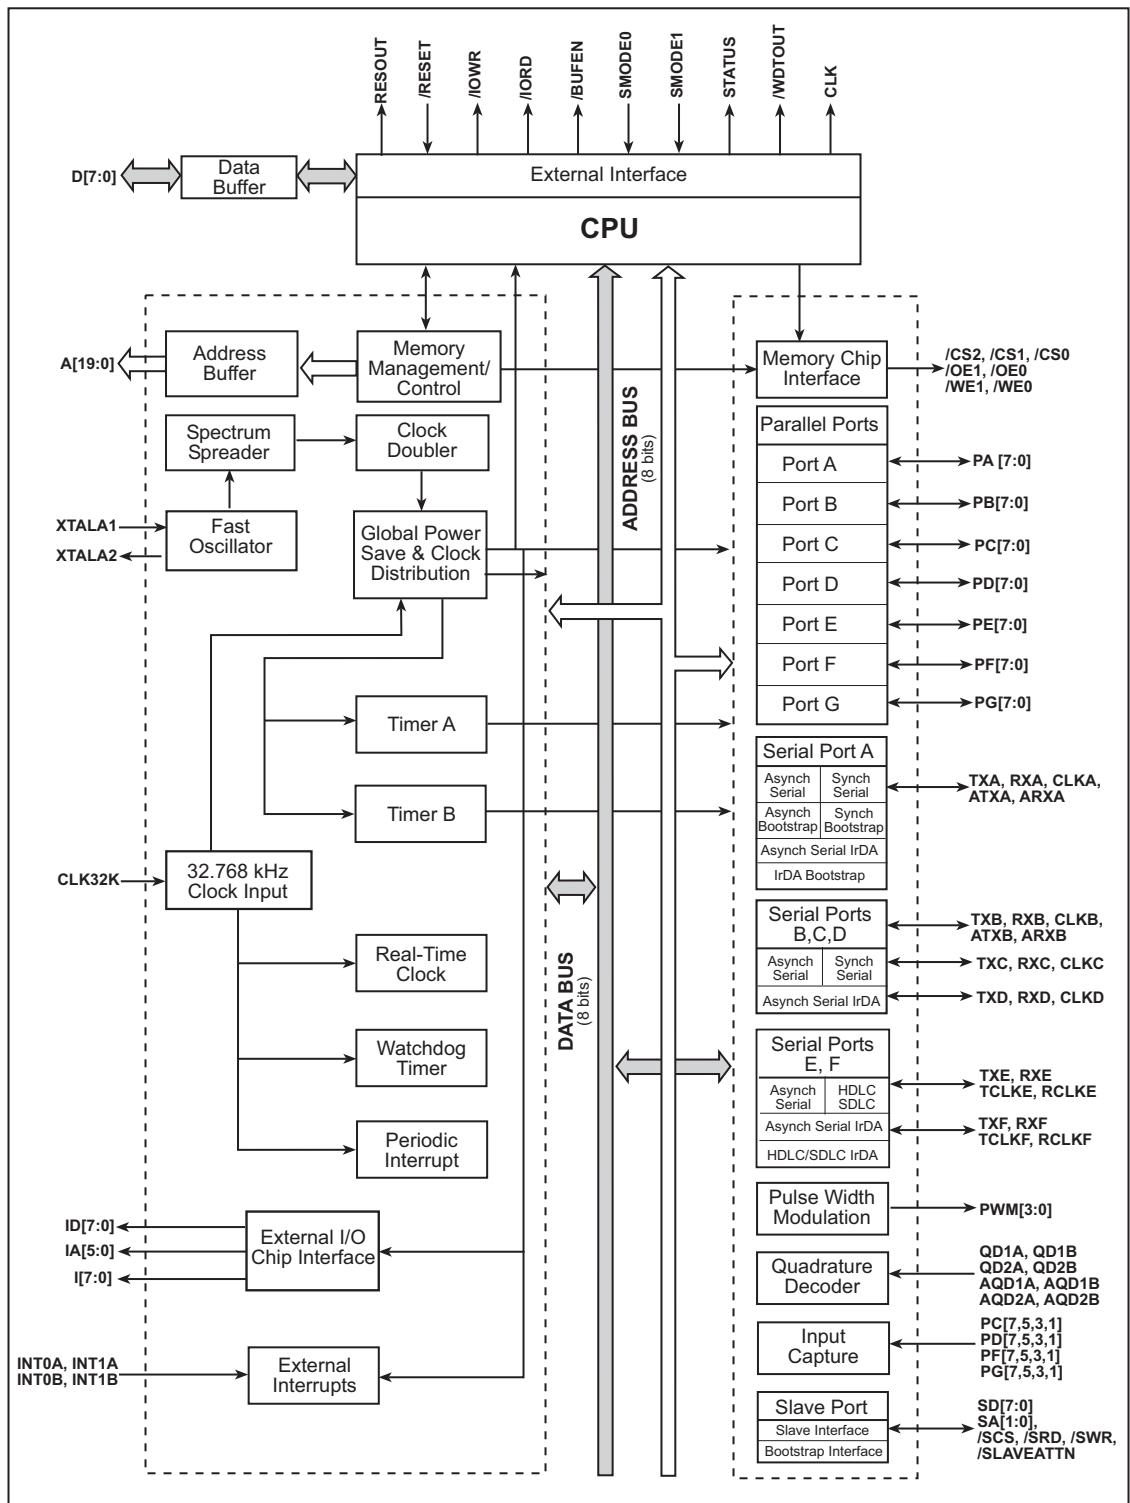 RESOUT
/RESET
/IOWR
/IORD
/BUFEN
SMODE0
SMODE1
STATUS
/WDTOUT
CLK
D[7:0]
Data
Buffer
External Interface
CPU
A[19:0]
Address
Buffer
Memory
Management/
Control
Memory Chip
Interface
/CS2, /CS1, /CS0
/OE1, /OE0
/WE1, /WE0
Spectrum
Spreader
Clock
Doubler
ADDRESS BUS
(8 bits)
Parallel Ports
Port A
PA [7:0]
Port B
PB[7:0]
Port C
PC[7:0]
Port D
PD[7:0]
Port E
PE[7:0]
Port F
PF[7:0]
Port G
PG[7:0]
XTALA1
XTALA2
Fast
Oscillator
Global Power
Save & Clock
Distribution
Timer A
Timer B
Serial Port A
Asynch
Serial
Synch
Serial
Asynch
Bootstrap
Synch
Bootstrap
Asynch Serial IrDA
IrDA Bootstrap
TXA, RXA, CLKA,
ATXA, ARXA
CLK32K
32.768 kHz
Clock Input
Real-Time
Clock
Watchdog
Timer
Periodic
Interrupt
DATA BUS
(8 bits)
Serial Ports
B,C,D
Asynch
Serial
Synch
Serial
Asynch Serial IrDA
TXB, RXB, CLKB,
ATXB, ARXB
TXC, RXC, CLKC
TXD, RXD, CLKD
Serial Ports
E, F
Asynch
Serial
HDLC
SDLC
Asynch Serial IrDA
HDLC/SDLC IrDA
TXE, RXE
TCLKE, RCLKE
TXF, RXF
TCLKF, RCLKF
ID[7:0]
IA[5:0]
I[7:0]
External I/O
Chip Interface
Pulse Width
Modulation
PWM[3:0]
Quadrature
Decoder
QD1A, QD1B
QD2A, QD2B
AQD1A, AQD1B
AQD2A, AQD2B
INT0A, INT1A
INT0B, INT1B
External
Interrupts
Input
Capture
PC[7,5,3,1]
PD[7,5,3,1]
PF[7,5,3,1]
PG[7,5,3,1]
Slave Port
Slave Interface
Bootstrap Interface
SD[7:0]
SA[1:0],
/SCS, /SRD, /SWR,
/SLAVEATTN